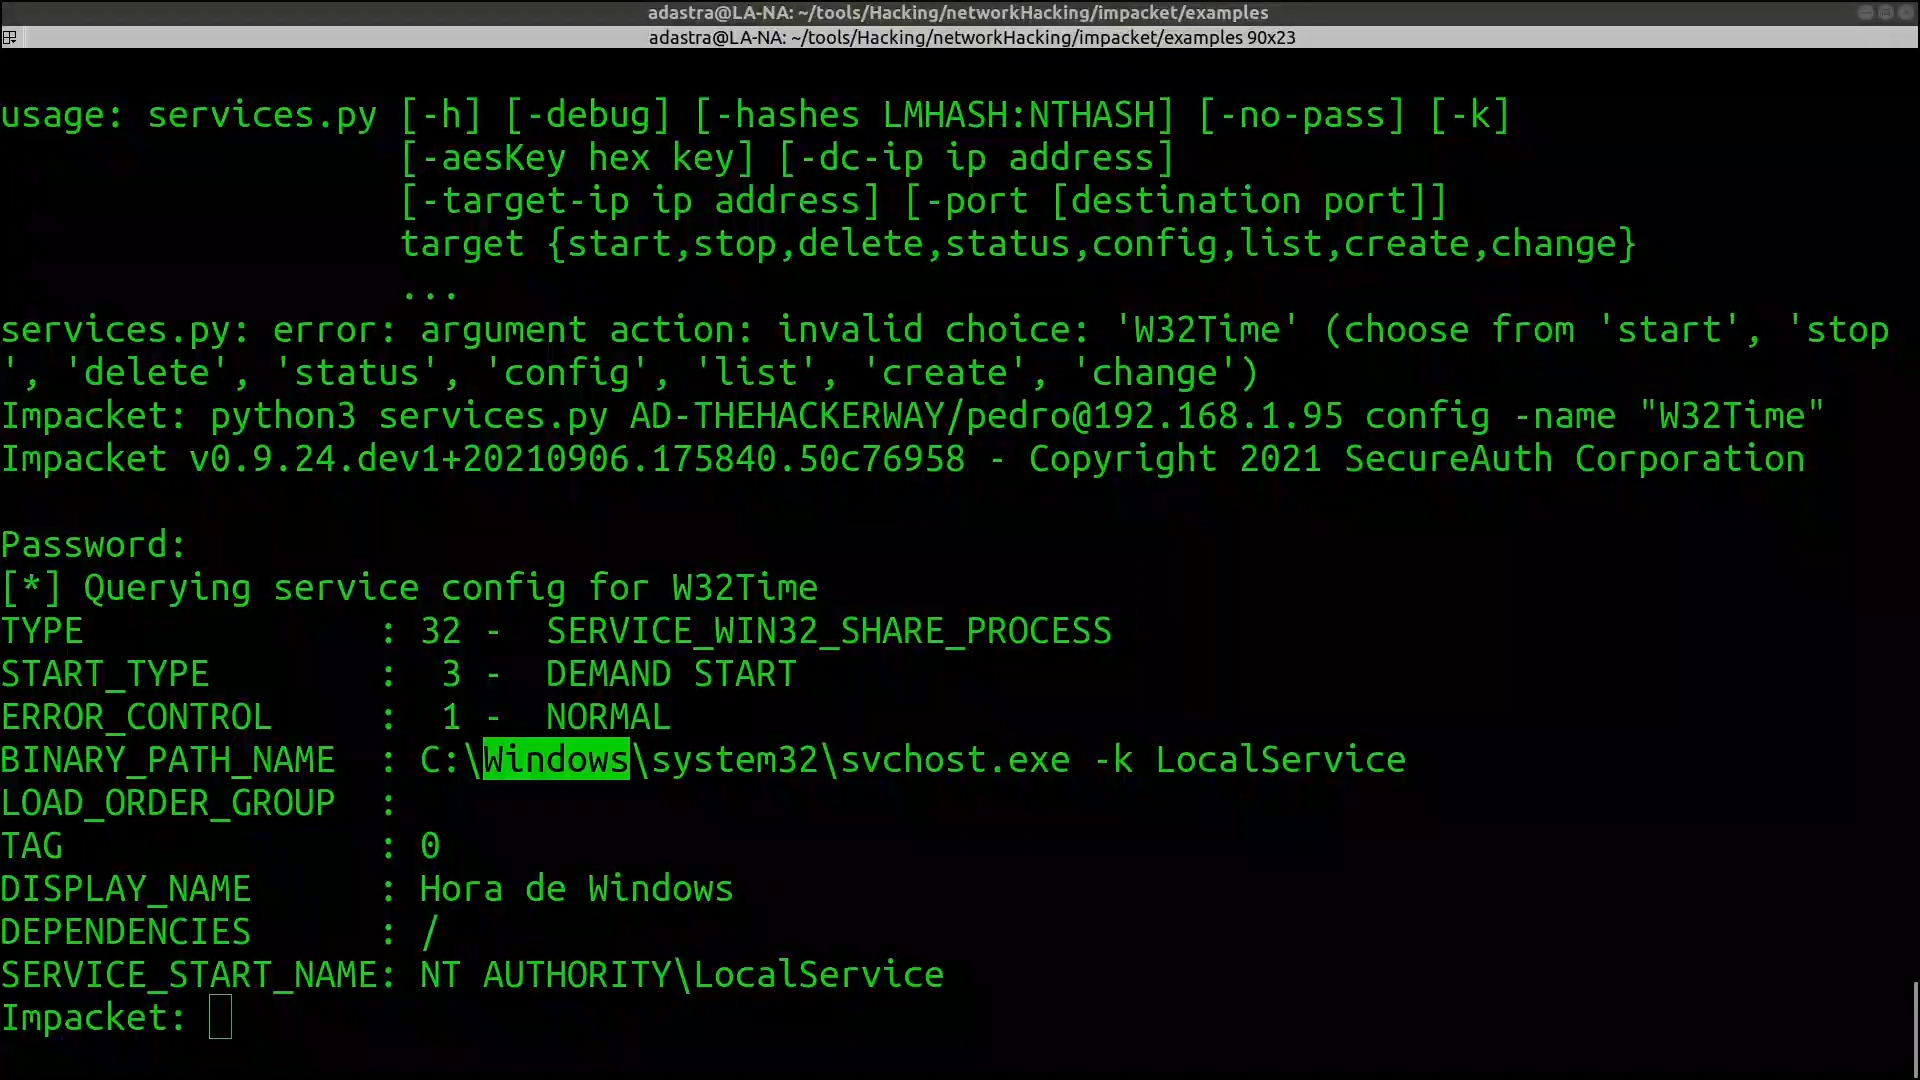 adastra@LA-NA: ~/tools/Hacking/networkHacking/impacket/examples
adastra@LA-NA: ~/tools/Hacking/networkHacking/impacket/examples 90x23
usage: services.py [-h] [-debug] [-hashes LMHASH:NTHASH] [-no-pass] [-k]
[-aesKey hex key] [-dc-ip ip address]
[-target-ip ip address] [-port [destination port]]
target {start,stop,delete,status,config,list,create,change}
...
services.py: error: argument action: invalid choice: 'W32Time' (choose from 'start', 'stop
', 'delete', 'status', 'config', 'list', 'create', 'change')
Impacket: python3 services.py AD-THEHACKERWAY/pedro@192.168.1.95 config -name "W32Time"
Impacket v0.9.24.dev1+20210906.175840.50c76958 - Copyright 2021 SecureAuth Corporation
Password:
[*] Querying service config for W32Time
TYPE              : 32 -  SERVICE_WIN32_SHARE_PROCESS
START_TYPE        :  3 -  DEMAND START
ERROR_CONTROL     :  1 -  NORMAL
BINARY_PATH_NAME  : C:\Windows\system32\svchost.exe -k LocalService
LOAD_ORDER_GROUP  :
TAG               : 0
DISPLAY_NAME      : Hora de Windows
DEPENDENCIES      : /
SERVICE_START_NAME: NT AUTHORITY\LocalService
Impacket: